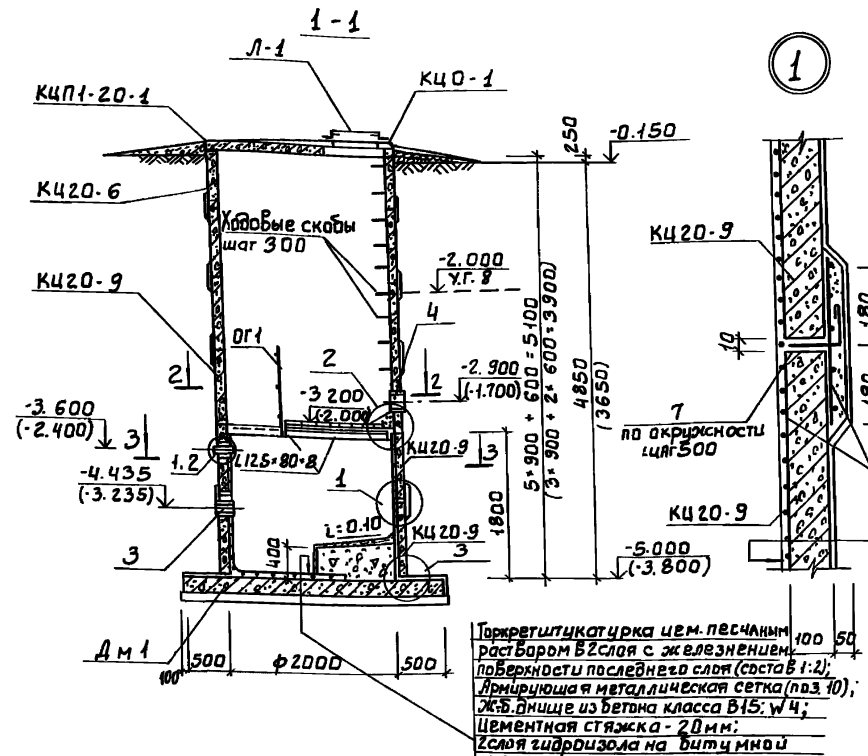 1-1
Л-1
КЦП1-20-1
КЦО-1
1
250
-0.150
КЦ20-6
Ходовые скобы
шаг 300
-2.000
У.Г. В
КЦ20-9
КЦ20-9
4
180
ОГ1
10
2
2
2
-2.900
(-1.700)
-3.200
(-2.000)
-3.600
(-2.400)
3
5×900+600=5100
(3×900+2×600=3900)
4850
(3650)
180
7
по окружности
шаг 500
КЦ20-9
3
1.2
L125×80×8
-4.435
(-3.235)
1
1800
КЦ20-9
i=0.10
КЦ20-9
3
400
3
-5.000
(-3.800)
Дм1
100
500
ф2000
500
100
50
Торкретштукатурка цем. песчаным
раствором в 2 слоя с железнением
поверхности последнего слоя (состав 1:2);
Армирующая металлическая сетка (поз. 10);
Ж-б. днище из бетона класса В15; W4;
Цементная стяжка - 20мм;
2 слоя гидроизола на битумной